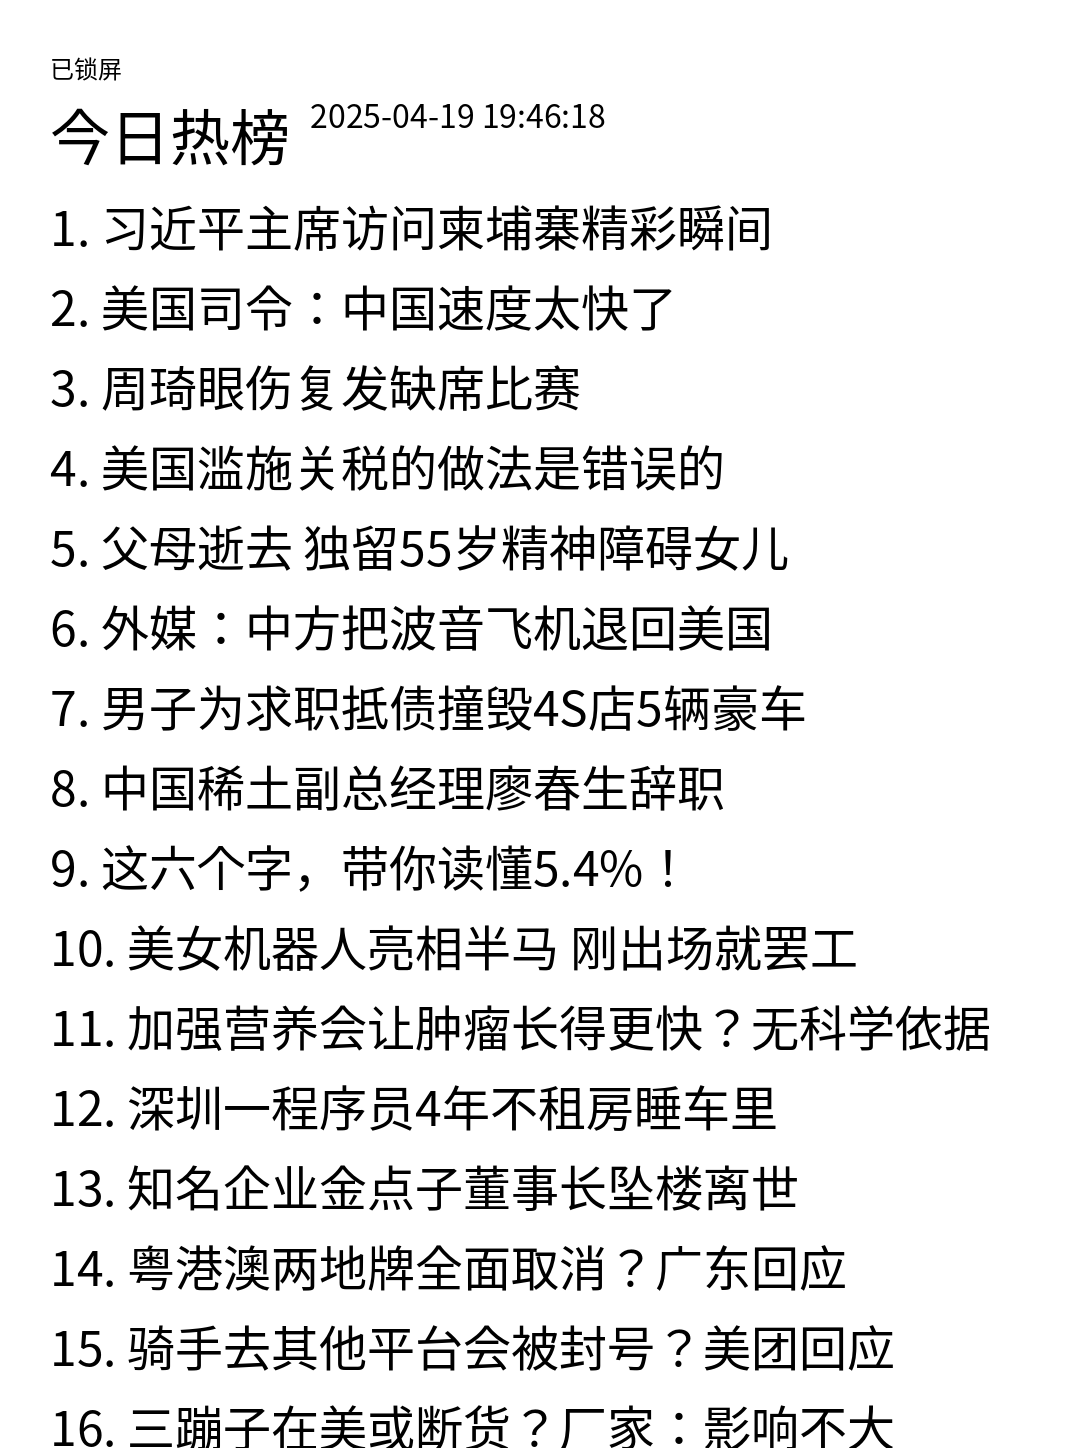 已锁屏
今日热榜 2025-04-19 19:46:18
1. 习近平主席访问柬埔寨精彩瞬间
2. 美国司令：中国速度太快了
3. 周琦眼伤复发缺席比赛
4. 美国滥施关税的做法是错误的
5. 父母逝去 独留55岁精神障碍女儿
6. 外媒：中方把波音飞机退回美国
7. 男子为求职抵债撞毁4S店5辆豪车
8. 中国稀土副总经理廖春生辞职
9. 这六个字，带你读懂5.4%！
10. 美女机器人亮相半马 刚出场就罢工
11. 加强营养会让肿瘤长得更快？无科学依据
12. 深圳一程序员4年不租房睡车里
13. 知名企业金点子董事长坠楼离世
14. 粤港澳两地牌全面取消？广东回应
15. 骑手去其他平台会被封号？美团回应
16. 三蹦子在美或断货？厂家：影响不大